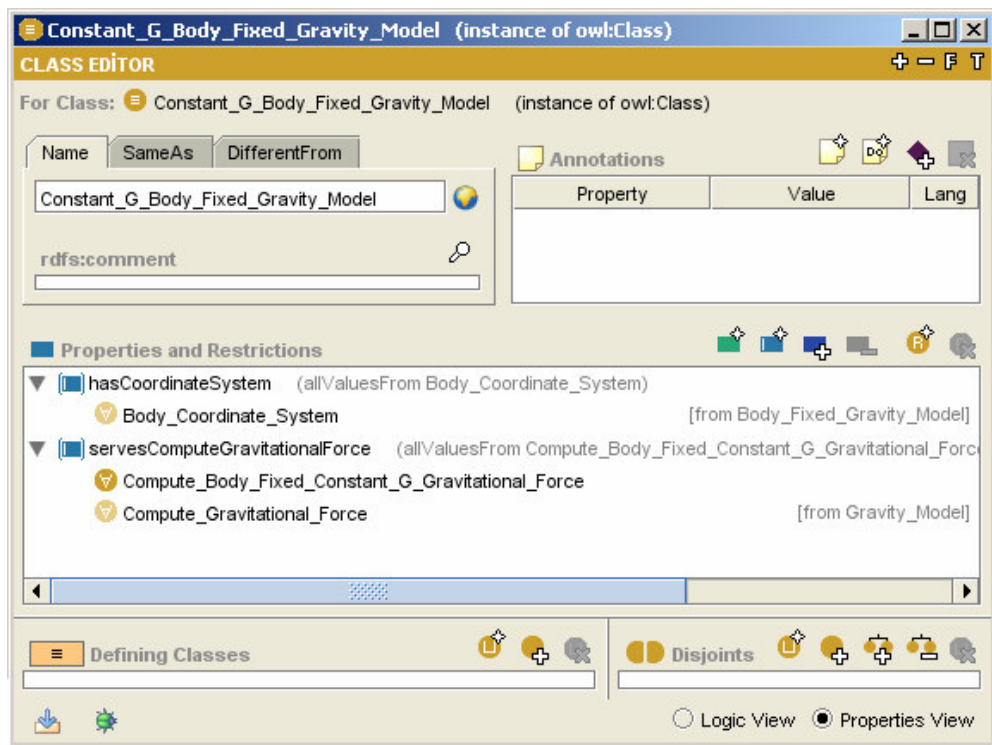 Constant_G_Body_Fixed_Gravity_Model (instance of owl:Class)
CLASS EDİTOR
F T
For Class: Constant_G_Body_Fixed_Gravity_Model (instance of owl:Class)
Name SameAs DifferentFrom
Annotations
Property Value Lang
Constant_G_Body_Fixed_Gravity_Model
rdfs:comment
Properties and Restrictions
hasCoordinateSystem (allValuesFrom Body_Coordinate_System)
Body_Coordinate_System [from Body_Fixed_Gravity_Model]
servesComputeGravitationalForce (allValuesFrom Compute_Body_Fixed_Constant_G_Gravitational_Forc
Compute_Body_Fixed_Constant_G_Gravitational_Force
Compute_Gravitational_Force [from Gravity_Model]
Defining Classes
Disjoints
Logic View Properties View